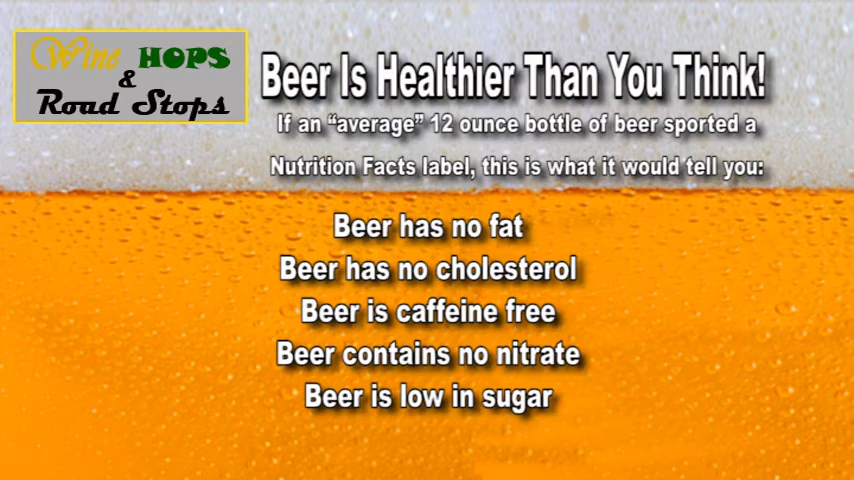 Wine HOPS
&
Road Stops
Beer Is Healthier Than You Think!
If an “average” 12 ounce bottle of beer sported a
Nutrition Facts label, this is what it would tell you:
Beer has no fat
Beer has no cholesterol
Beer is caffeine free
Beer contains no nitrate
Beer is low in sugar